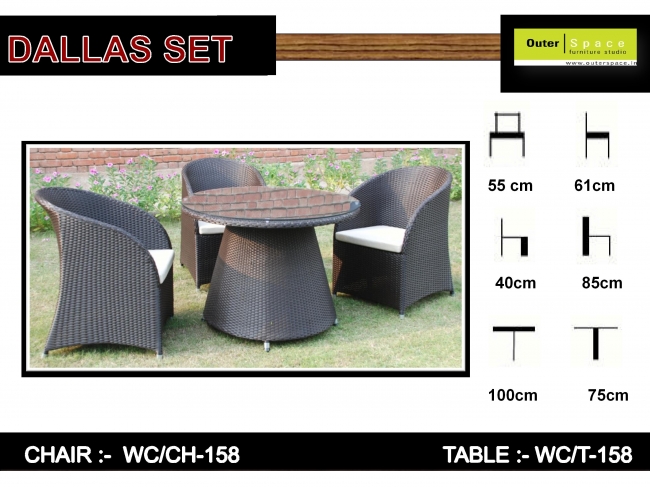 DALLAS SET
Outer Space
furniture studio
www.outerspace.in
55 cm 61cm
40cm 85cm
100cm 75cm
CHAIR :- WC/CH-158 TABLE :- WC/T-158